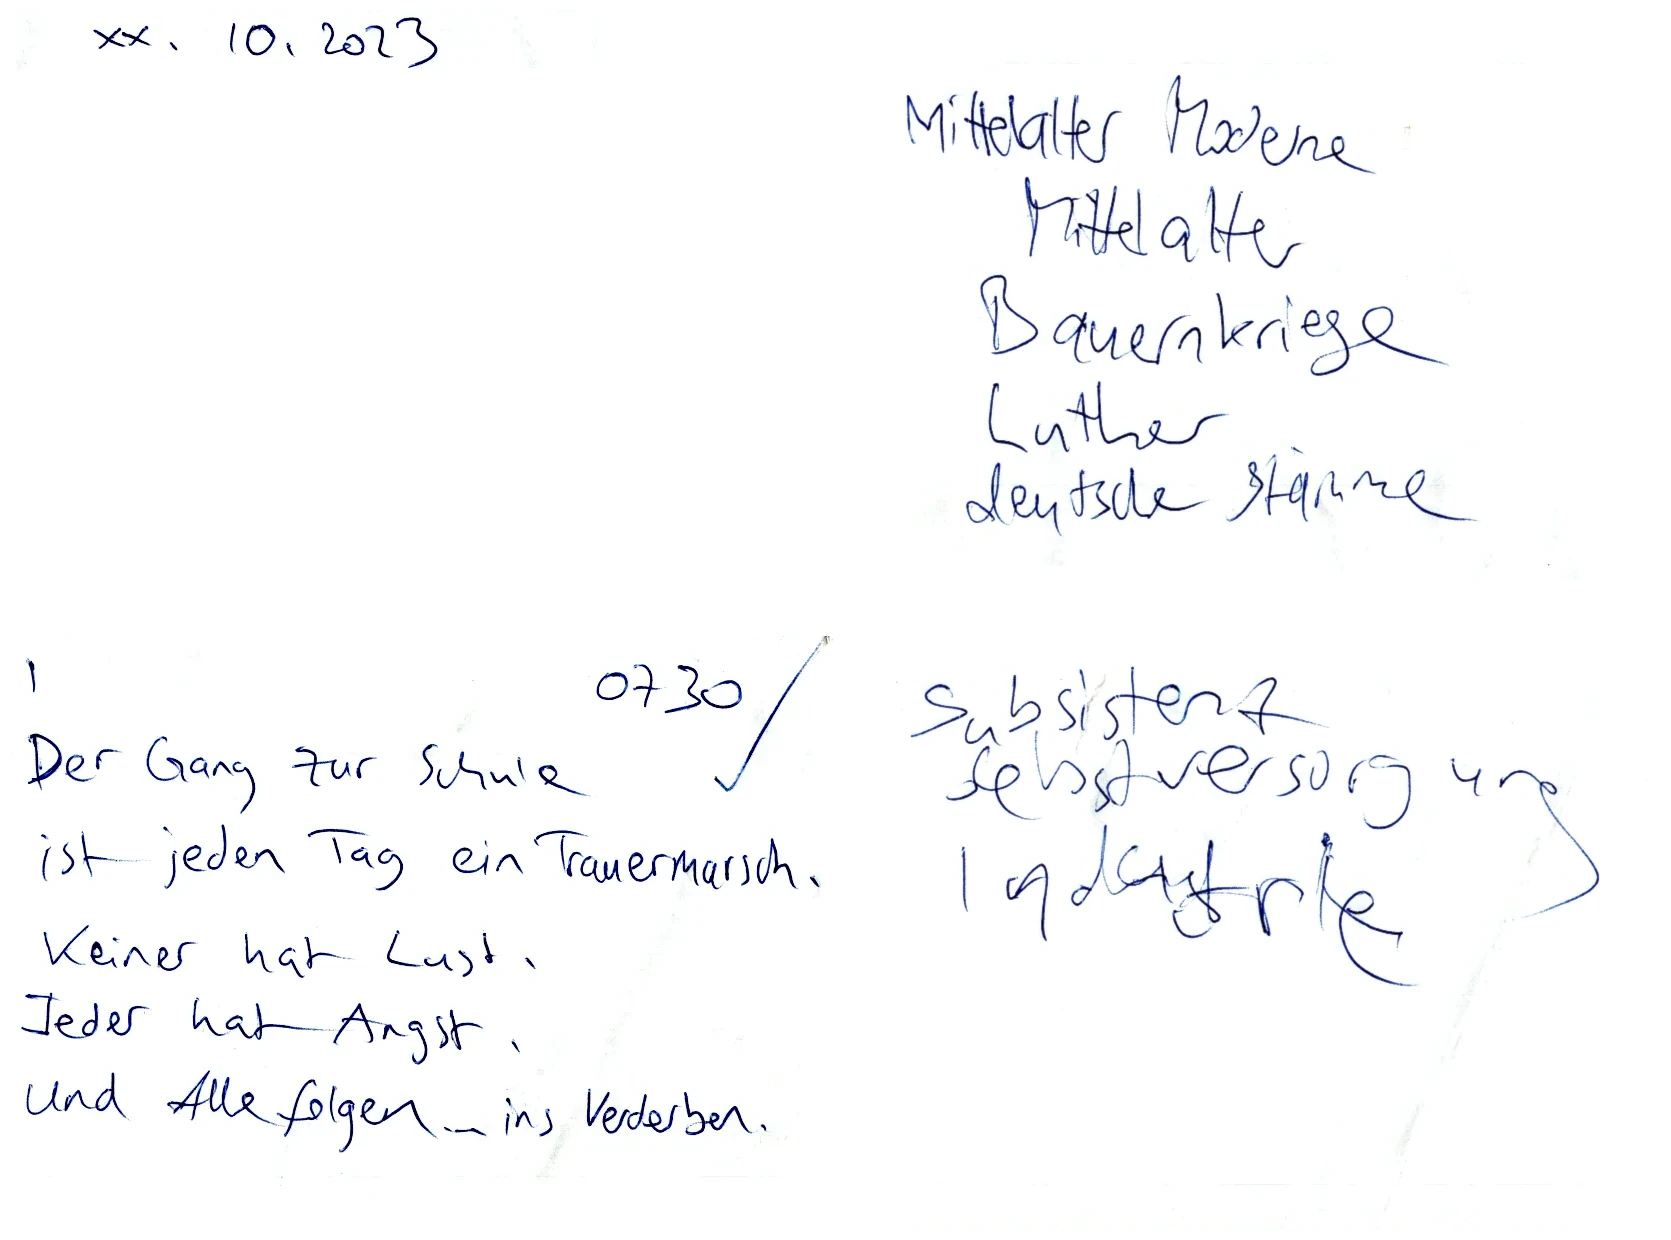 xx. 10. 2023
Mittelalter Moderne
Mittelalter
Bauernkriege
Luther
deutsche Stämme
1
0730
Der Gang zur Schule
ist jeden Tag ein Trauermarsch.
Keiner hat Lust.
Jeder hat Angst.
Und Alle folgen _ ins Verderben.
Subsistenz
Selbstversorgung
Industrie